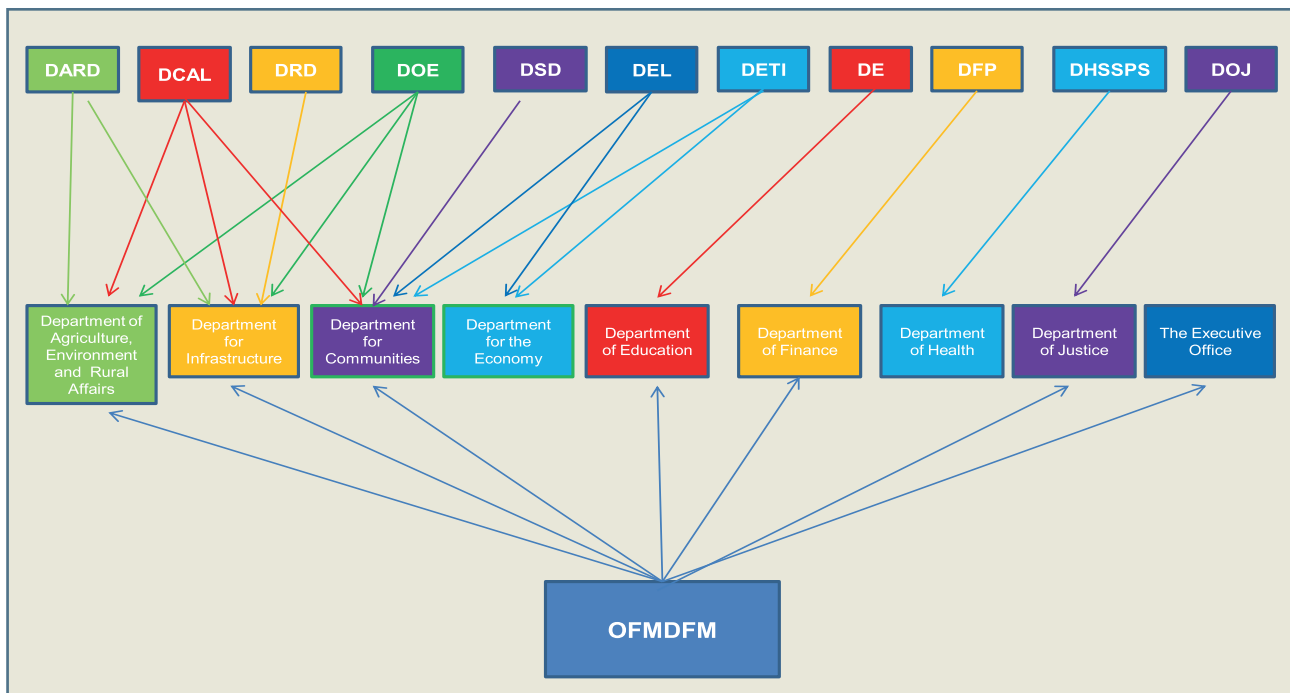 DARD
DCAL
DRD
DOE
DSD
DEL
DETI
DE
DFP
DHSSPS
DOJ
Department of
Agriculture,
Environment
and Rural
Affairs
Department
for
Infrastructure
Department
for
Communities
Department
for the
Economy
Department
of Education
Department
of Finance
Department
of Health
Department
of Justice
The Executive
Office
OFMDFM